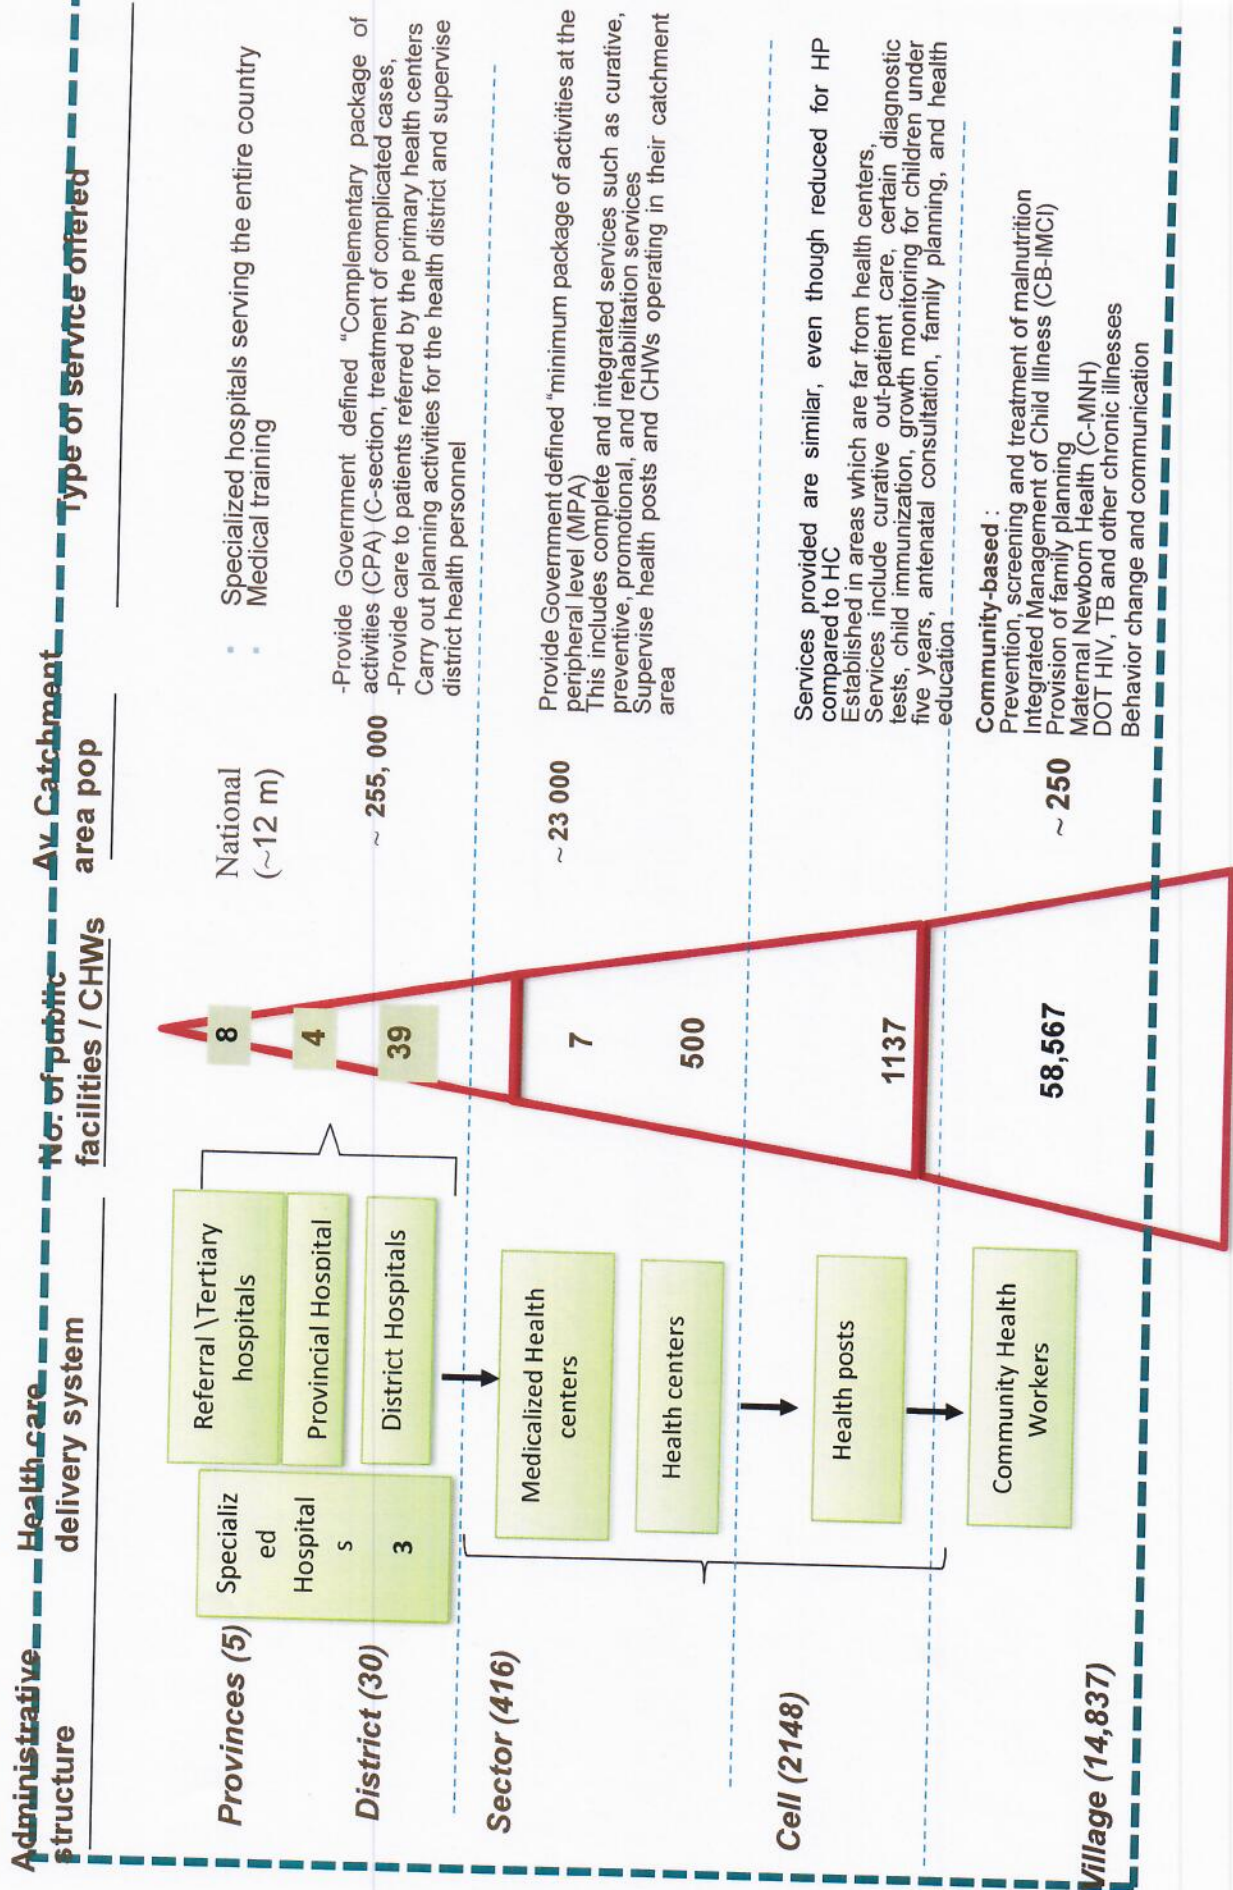 Administrative
structure
Health care
delivery system
No. of public
facilities / CHWs
Av. Catchment
area pop
Type of service offered
Provinces (5)
District (30)
Sector (416)
Cell (2148)
Village (14,837)
Specializ
ed
Hospital
s
3
Referral \Tertiary
hospitals
Provincial Hospital
District Hospitals
Medicalized Health
centers
Health centers
Health posts
Community Health
Workers
8
4
39
7
500
1137
58,567
National
(~12 m)
~ 255, 000
~ 23 000
~ 250
Specialized hospitals serving the entire country
Medical training
-Provide Government defined “Complementary package of
activities (CPA) (C-section, treatment of complicated cases,
-Provide care to patients referred by the primary health centers
Carry out planning activities for the health district and supervise
district health personnel
Provide Government defined “minimum package of activities at the
peripheral level (MPA)
This includes complete and integrated services such as curative,
preventive, promotional, and rehabilitation services
Supervise health posts and CHWs operating in their catchment
area
Services provided are similar, even though reduced for HP
compared to HC
Established in areas which are far from health centers,
Services include curative out-patient care, certain diagnostic
tests, child immunization, growth monitoring for children under
five years, antenatal consultation, family planning, and health
education
Community-based :
Prevention, screening and treatment of malnutrition
Integrated Management of Child Illness (CB-IMCI)
Provision of family planning
Maternal Newborn Health (C-MNH)
DOT HIV, TB and other chronic illnesses
Behavior change and communication